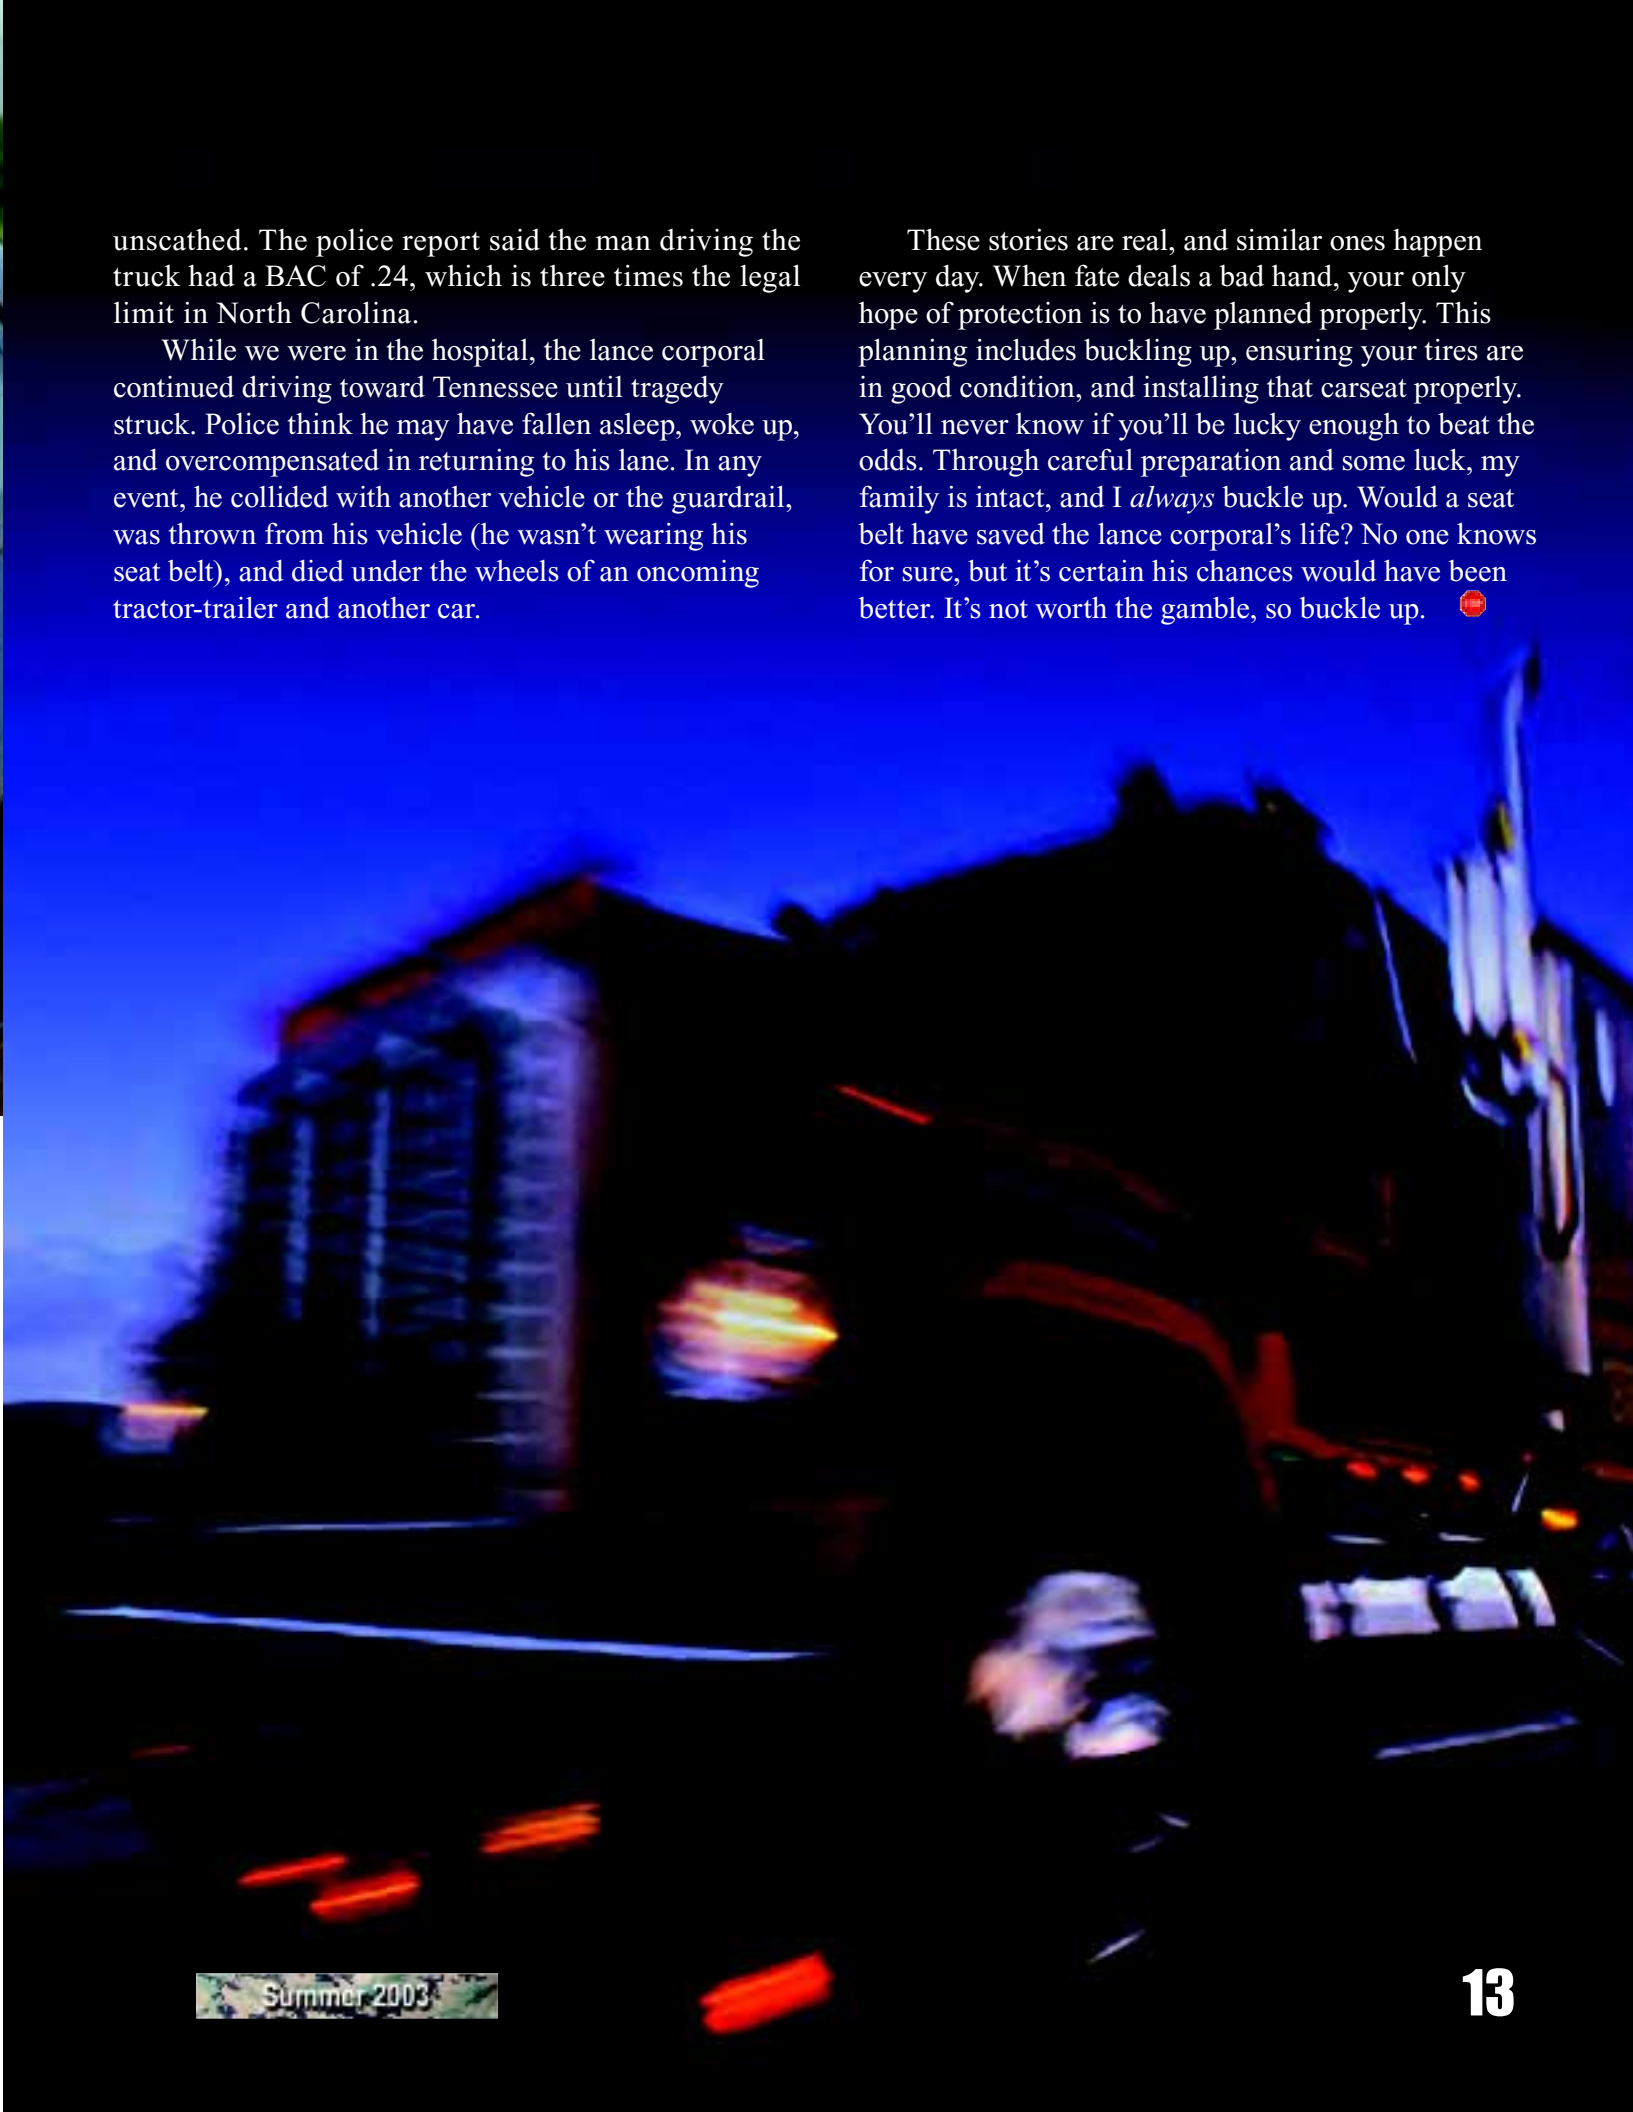 unscathed. The police report said the man driving the
truck had a BAC of .24, which is three times the legal
limit in North Carolina.
While we were in the hospital, the lance corporal
continued driving toward Tennessee until tragedy
struck. Police think he may have fallen asleep, woke up,
and overcompensated in returning to his lane. In any
event, he collided with another vehicle or the guardrail,
was thrown from his vehicle (he wasn’t wearing his
seat belt), and died under the wheels of an oncoming
tractor-trailer and another car.
These stories are real, and similar ones happen
every day. When fate deals a bad hand, your only
hope of protection is to have planned properly. This
planning includes buckling up, ensuring your tires are
in good condition, and installing that carseat properly.
You’ll never know if you’ll be lucky enough to beat the
odds. Through careful preparation and some luck, my
family is intact, and I always buckle up. Would a seat
belt have saved the lance corporal’s life? No one knows
for sure, but it’s certain his chances would have been
better. It’s not worth the gamble, so buckle up.
Summer 2003
13